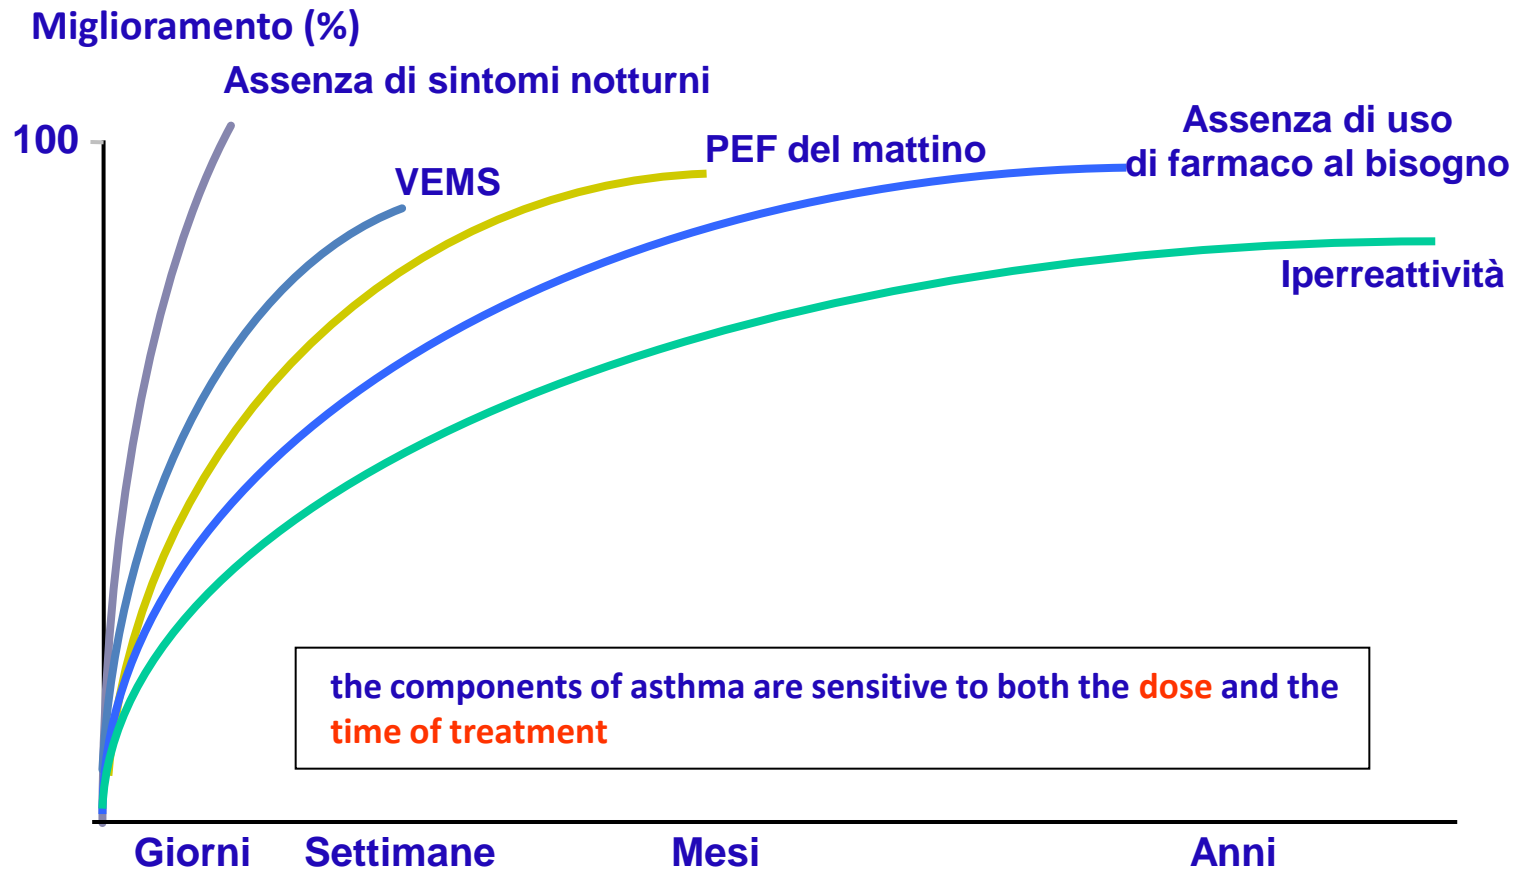 Miglioramento (%)
Assenza di sintomi notturni
100
VEMS
PEF del mattino
Assenza di uso
di farmaco al bisogno
Iperreattività
the components of asthma are sensitive to both the dose and the
time of treatment
Giorni
Settimane
Mesi
Anni